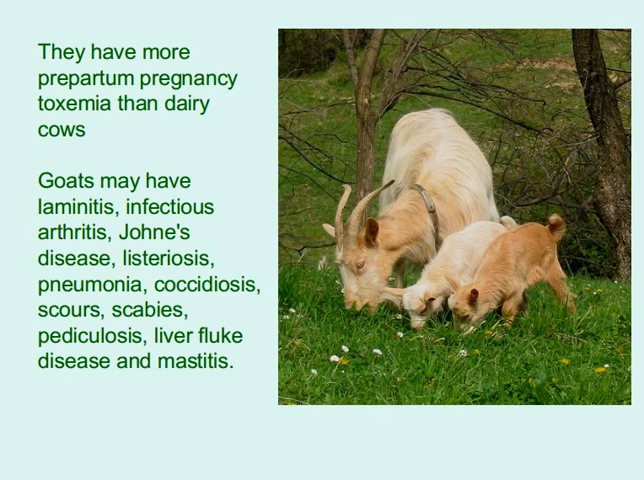 They have more
prepartum pregnancy
toxemia than dairy
cows
Goats may have
laminitis, infectious
arthritis, Johne's
disease, listeriosis,
pneumonia, coccidiosis,
scours, scabies,
pediculosis, liver fluke
disease and mastitis.